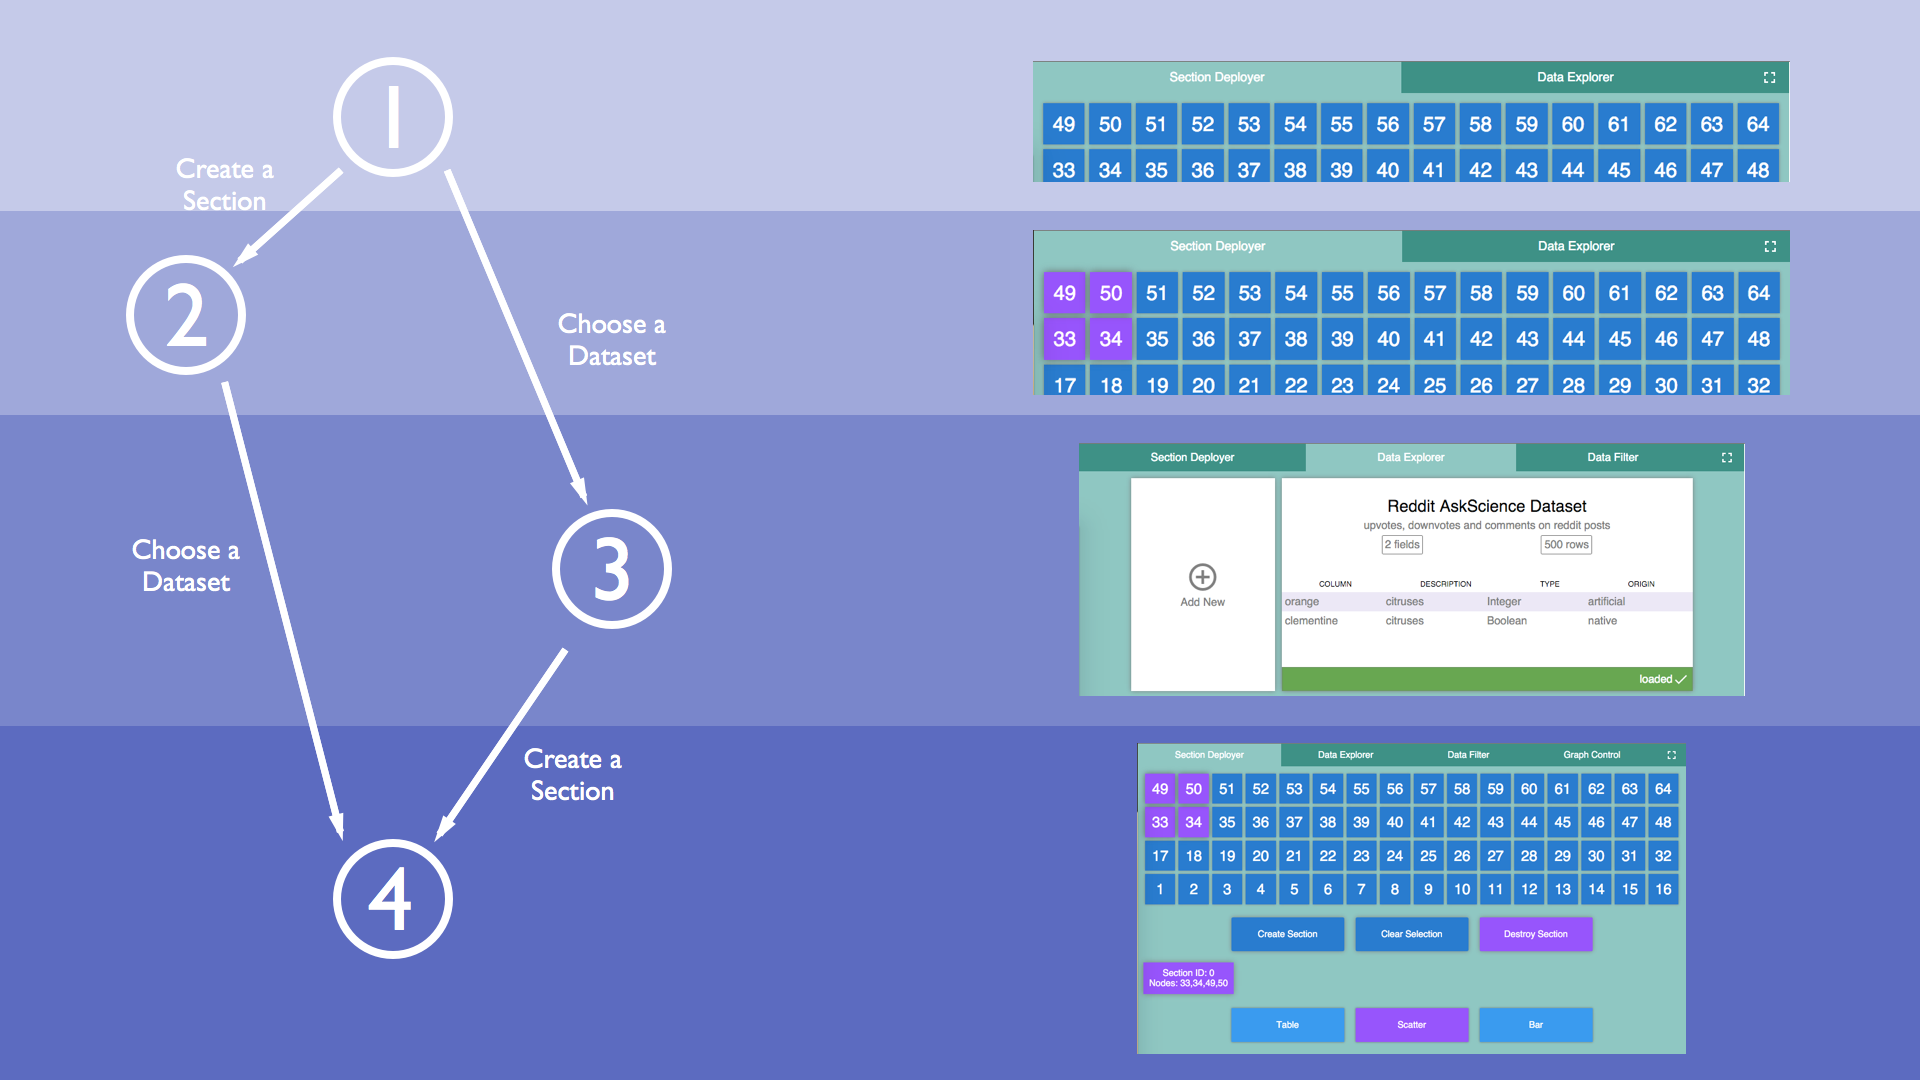 1
Create a
Section
2
Choose a
Dataset
3
Choose a
Dataset
Create a
Section
4
Section Deployer Data Explorer
49 50 51 52 53 54 55 56 57 58 59 60 61 62 63 64
33 34 35 36 37 38 39 40 41 42 43 44 45 46 47 48
Section Deployer Data Explorer
49 50 51 52 53 54 55 56 57 58 59 60 61 62 63 64
33 34 35 36 37 38 39 40 41 42 43 44 45 46 47 48
17 18 19 20 21 22 23 24 25 26 27 28 29 30 31 32
Section Deployer Data Explorer Data Filter
Add New
Reddit AskScience Dataset
upvotes, downvotes and comments on reddit posts
2 fields 500 rows
COLUMN DESCRIPTION TYPE ORIGIN
orange citruses Integer artificial
clementine citruses Boolean native
loaded
Section Deployer Data Explorer Data Filter Graph Control
49 50 51 52 53 54 55 56 57 58 59 60 61 62 63 64
33 34 35 36 37 38 39 40 41 42 43 44 45 46 47 48
17 18 19 20 21 22 23 24 25 26 27 28 29 30 31 32
1 2 3 4 5 6 7 8 9 10 11 12 13 14 15 16
Create Section Clear Selection Destroy Section
Section ID: 0
Nodes: 33,34,49,50
Table Scatter Bar